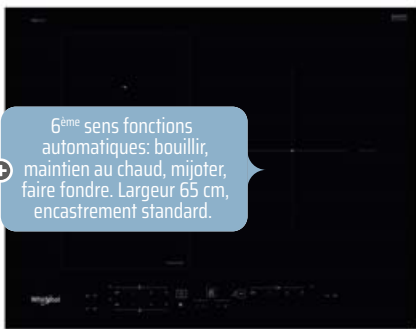 6ème sens fonctions
automatiques: bouillir,
maintien au chaud, mijoter,
faire fondre. Largeur 65 cm,
encastrement standard.
Whirlpool